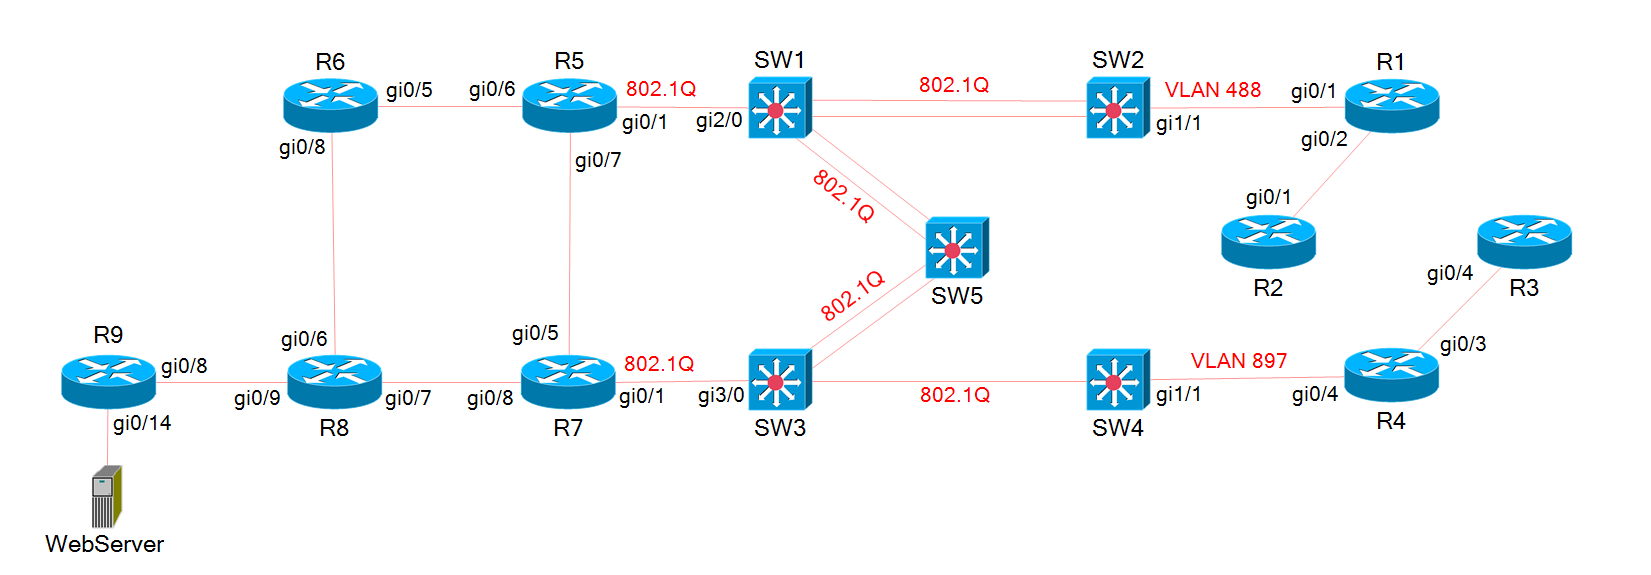 R6
R5
SW1
SW2
R1
gi0/5
gi0/6
802.1Q
802.1Q
VLAN 488
gi0/1
gi0/8
gi0/1
gi2/0
gi1/1
gi0/2
gi0/7
802.1Q
gi0/1
R2
SW5
802.1Q
gi0/4
R3
R9
gi0/6
gi0/5
gi0/8
802.1Q
VLAN 897
gi0/3
gi0/9
gi0/7
gi0/8
gi0/1
gi3/0
802.1Q
gi1/1
gi0/4
gi0/14
R8
R7
SW3
SW4
R4
WebServer